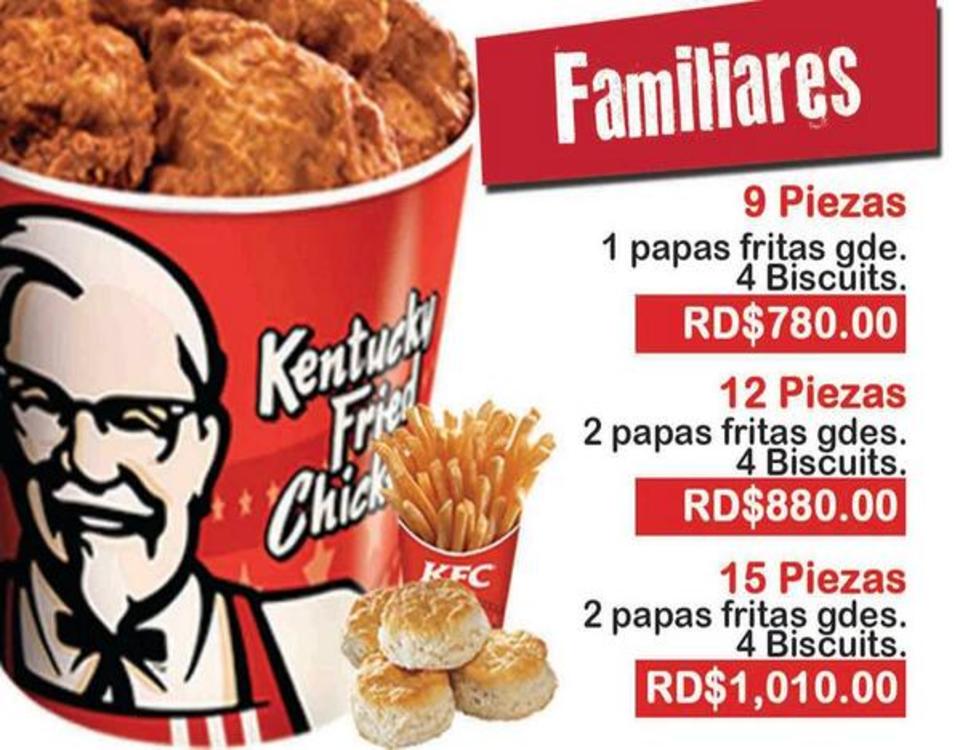 Familiares
9 Piezas
1 papas fritas gde.
4 Biscuits.
RD$780.00
12 Piezas
2 papas fritas gdes.
4 Biscuits.
RD$880.00
15 Piezas
2 papas fritas gdes.
4 Biscuits.
RD$1,010.00
Kentucky
Fried
Chick
KFC